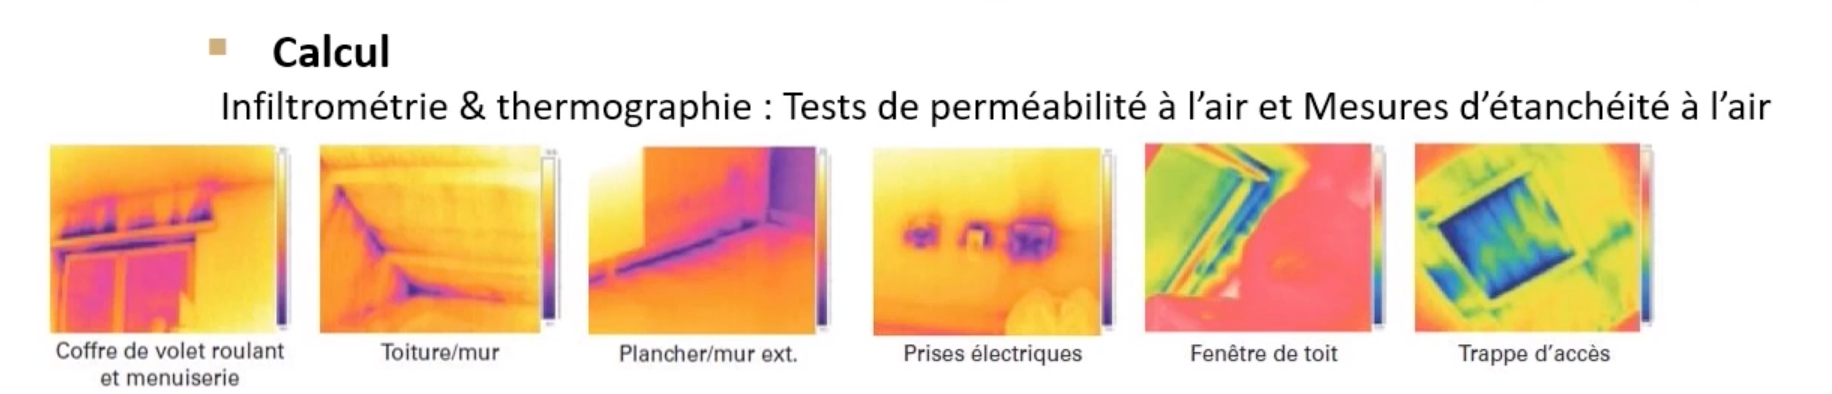 Calcul
Infiltrométrie & thermographie : Tests de perméabilité à l’air et Mesures d’étanchéité à l’air
Coffre de volet roulant
et menuiserie
Toiture/mur
Plancher/mur ext.
Prises électriques
Fenêtre de toit
Trappe d’accès